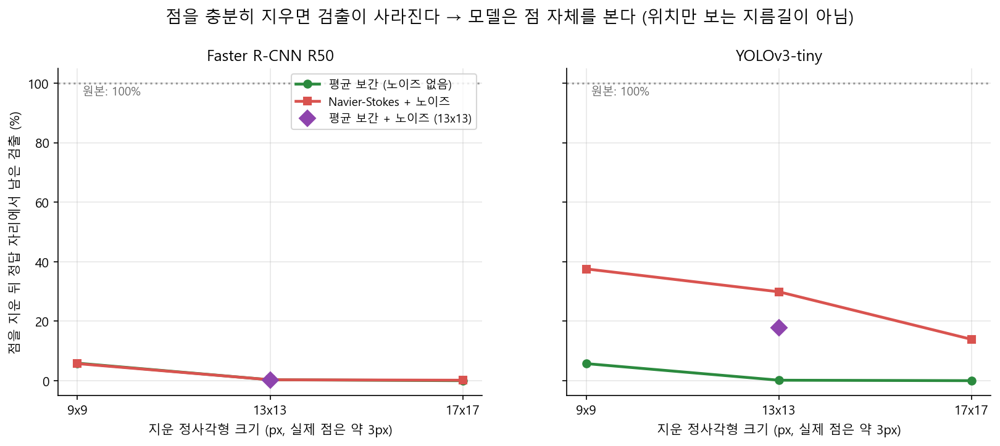 점을 충분히 지우면 검출이 사라진다 → 모델은 점 자체를 본다 (위치만 보는 지름길이 아님)
Faster R-CNN R50
점을 지운 뒤 정답 자리에서 남은 검출 (%)
100
80
60
40
20
0
원본: 100%
평균 보간 (노이즈 없음)
Navier-Stokes + 노이즈
평균 보간 + 노이즈 (13x13)
9x9
13x13
17x17
지운 정사각형 크기 (px, 실제 점은 약 3px)
YOLOv3-tiny
원본: 100%
9x9
13x13
17x17
지운 정사각형 크기 (px, 실제 점은 약 3px)